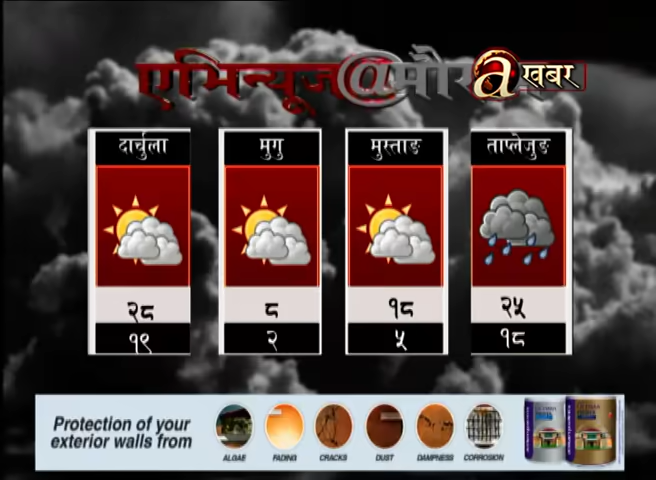 एभिन्यूज@मौस
a खबर
दार्चुला
मुगु
मुस्ताङ
ताप्लेजुङ
२८
८
१८
२५
१९
२
५
१८
Protection of your
exterior walls from
ALGAE
FADING
CRACKS
DUST
DAMPNESS
CORROSION